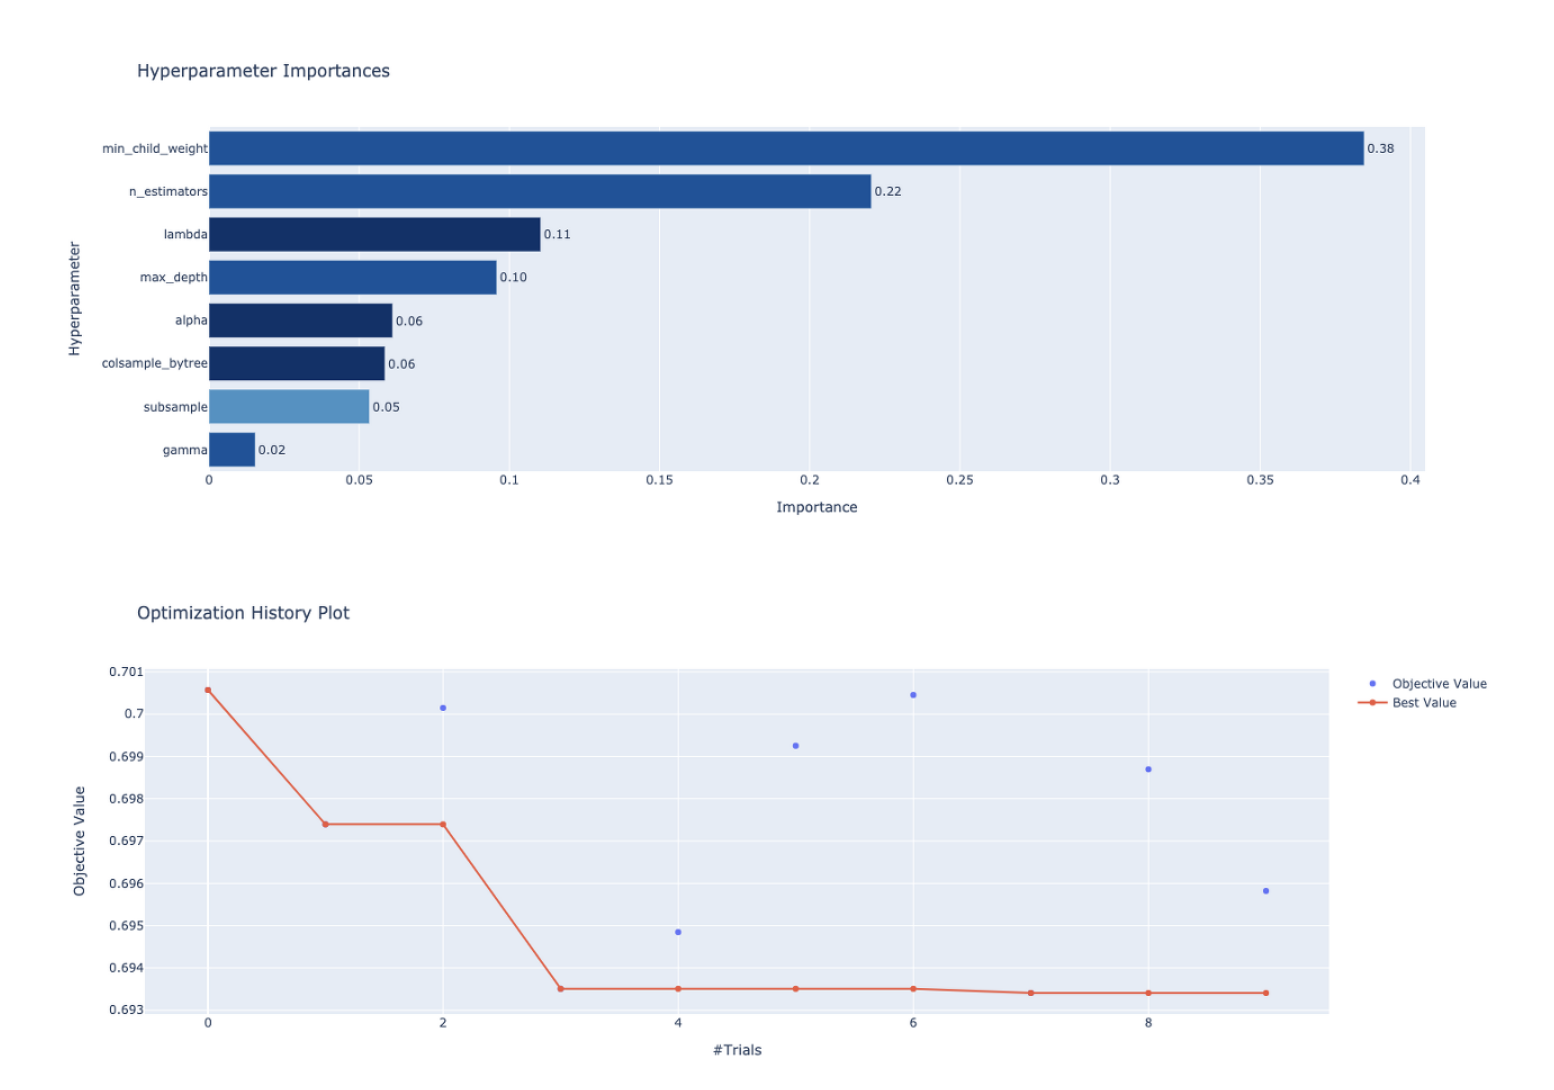 Hyperparameter Importances
Hyperparameter
min_child_weight 0.38
n_estimators 0.22
lambda 0.11
max_depth 0.10
alpha 0.06
colsample_bytree 0.06
subsample 0.05
gamma 0.02
0 0.05 0.1 0.15 0.2 0.25 0.3 0.35 0.4
Importance
Optimization History Plot
Objective Value
0.701
0.7
0.699
0.698
0.697
0.696
0.695
0.694
0.693
0 2 4 6 8
#Trials
Objective Value
Best Value